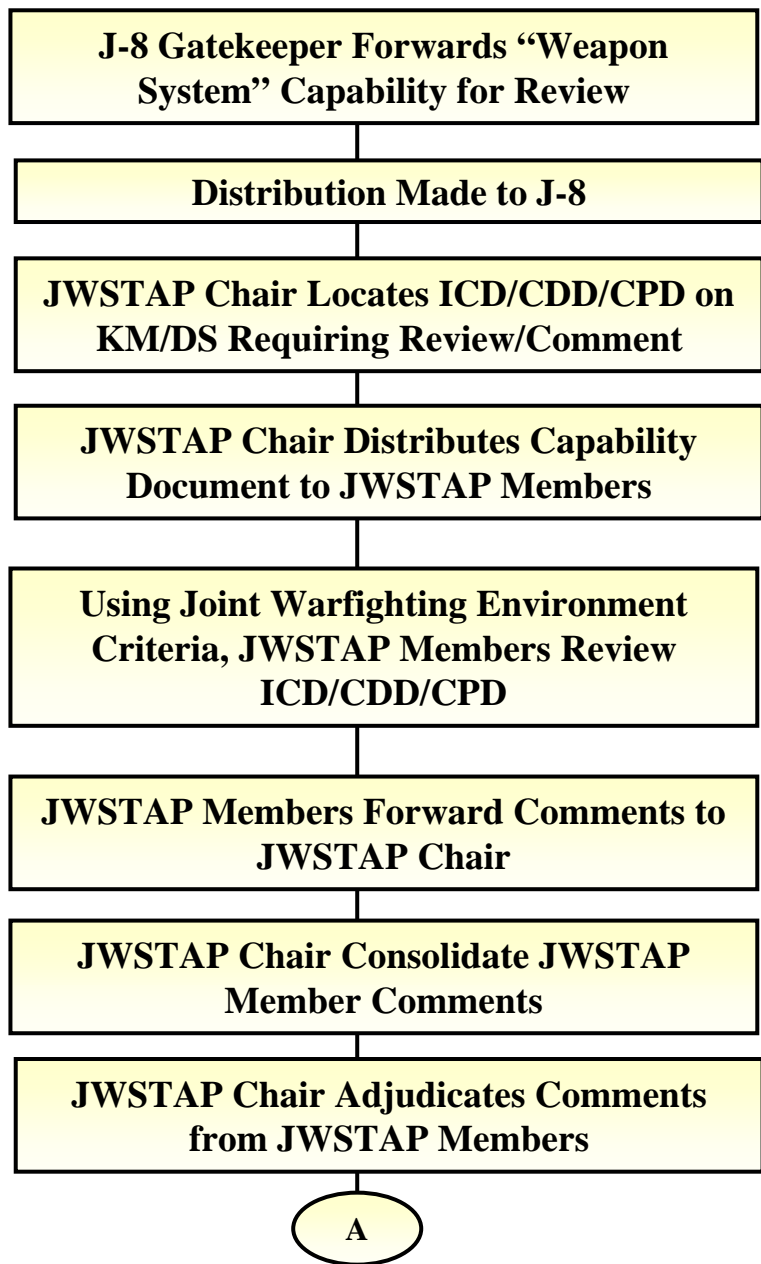 J-8 Gatekeeper Forwards “Weapon
System” Capability for Review
Distribution Made to J-8
JWSTAP Chair Locates ICD/CDD/CPD on
KM/DS Requiring Review/Comment
JWSTAP Chair Distributes Capability
Document to JWSTAP Members
Using Joint Warfighting Environment
Criteria, JWSTAP Members Review
ICD/CDD/CPD
JWSTAP Members Forward Comments to
JWSTAP Chair
JWSTAP Chair Consolidate JWSTAP
Member Comments
JWSTAP Chair Adjudicates Comments
from JWSTAP Members
A